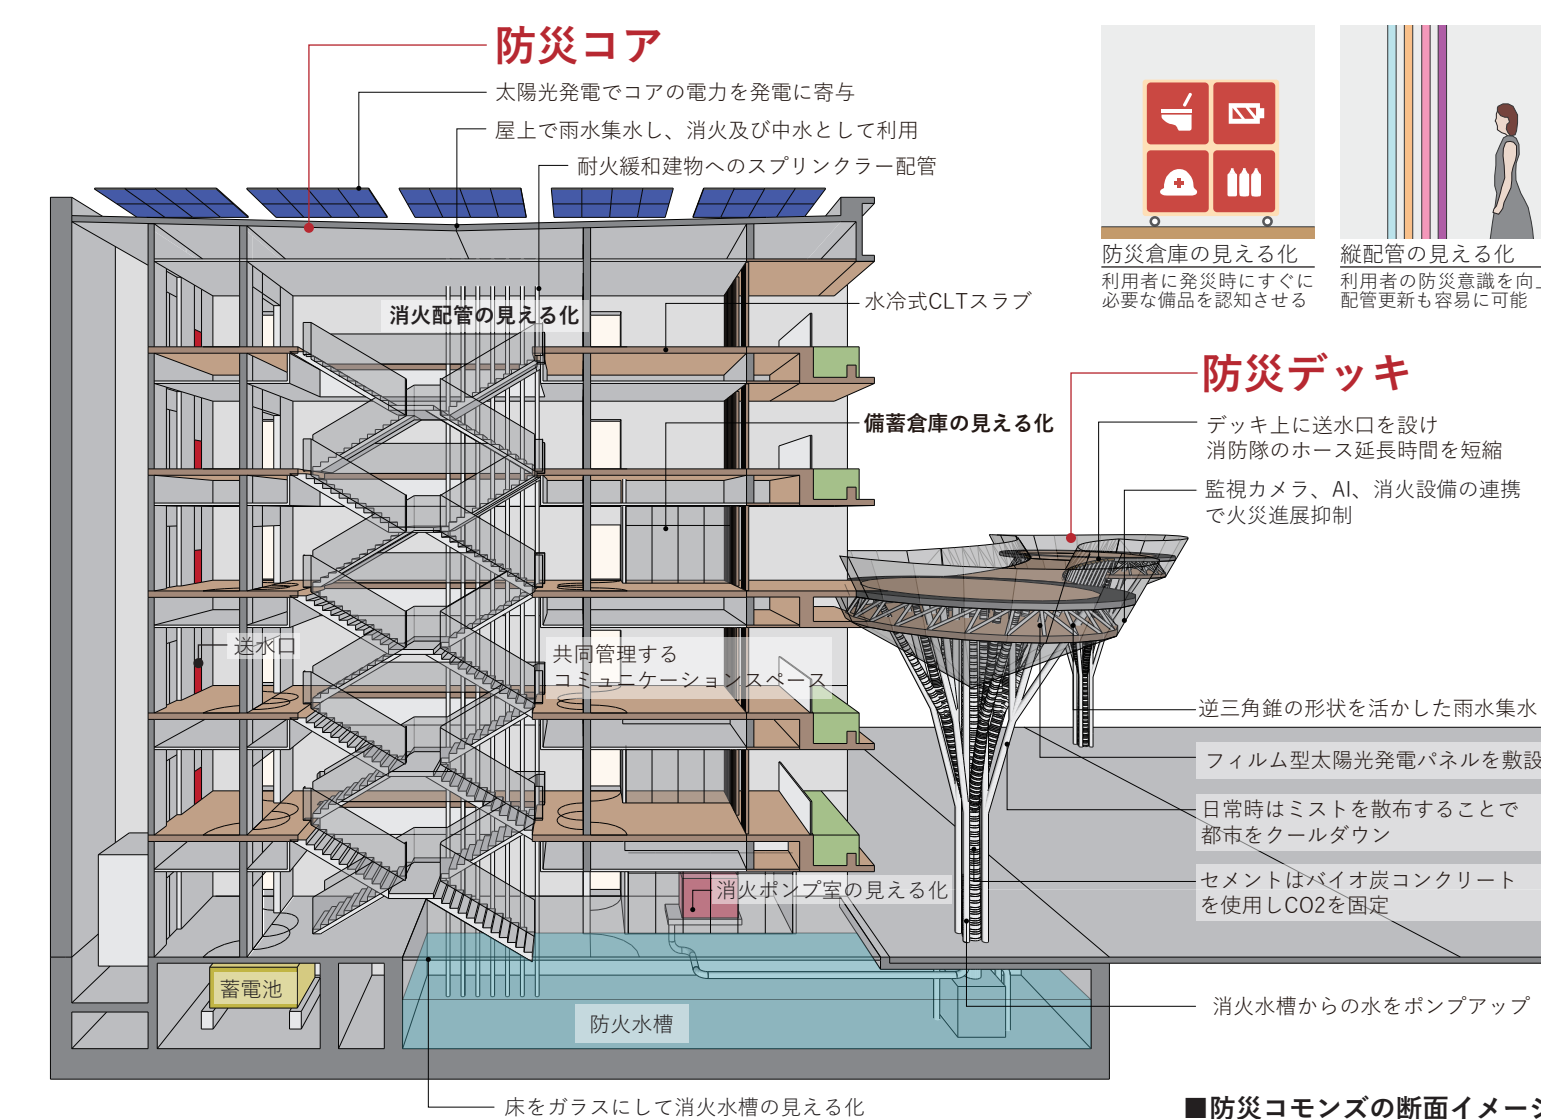 防災コア
太陽光発電でコアの電力を発電に寄与
屋上で雨水集水し、消火及び中水として利用
耐火緩和建物へのスプリンクラー配管
消火配管の見える化
水冷式CLTスラブ
備蓄倉庫の見える化
送水口
共同管理する
コミュニケーションスペース
消火ポンプ室の見える化
蓄電池
防火水槽
床をガラスにして消火水槽の見える化
防災倉庫の見える化
利用者に発災時にすぐに
必要な備品を認知させる
縦配管の見える化
利用者の防災意識を向上
配管更新も容易に可能
防災デッキ
デッキ上に送水口を設け
消防隊のホース延長時間を短縮
監視カメラ、AI、消火設備の連携
で火災進展抑制
逆三角錐の形状を活かした雨水集水
フィルム型太陽光発電パネルを敷設
日常時はミストを散布することで
都市をクールダウン
セメントはバイオ炭コンクリート
を使用しCO2を固定
消火水槽からの水をポンプアップ
■防災コモンズの断面イメージ